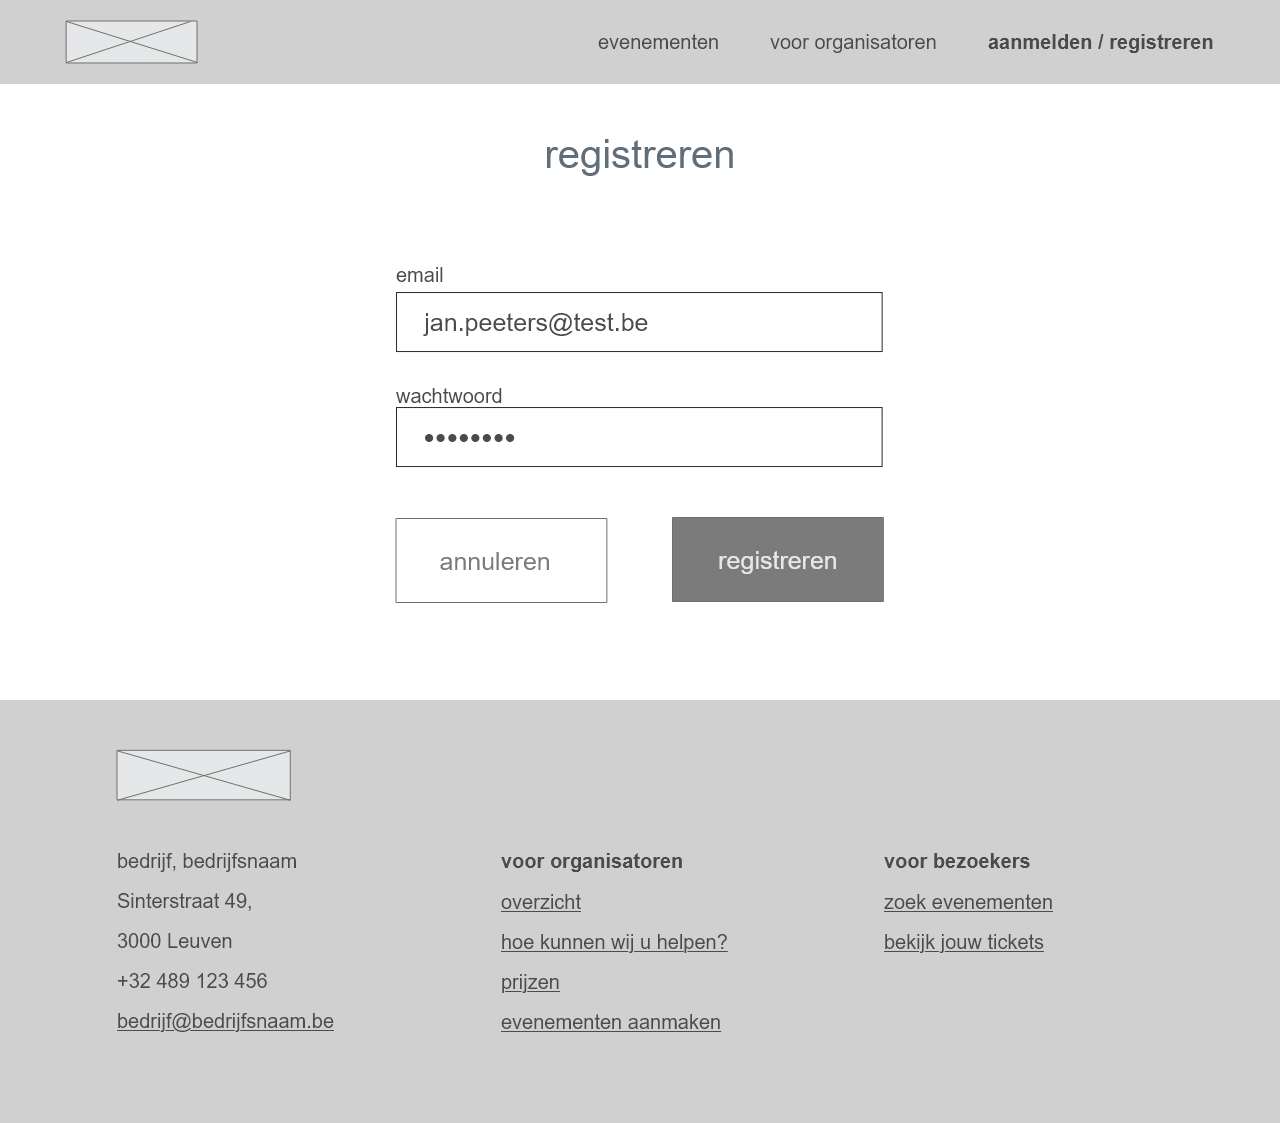 evenementen
voor organisatoren
aanmelden / registreren
registreren
email
jan.peeters@test.be
wachtwoord
••••••••
annuleren
registreren
bedrijf, bedrijfsnaam
Sinterstraat 49,
3000 Leuven
+32 489 123 456
bedrijf@bedrijfsnaam.be
voor organisatoren
overzicht
hoe kunnen wij u helpen?
prijzen
evenementen aanmaken
voor bezoekers
zoek evenementen
bekijk jouw tickets